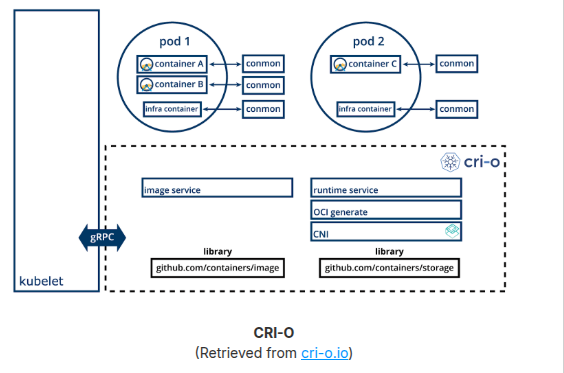 pod 1
container A
conmon
container B
conmon
infra container
conmon
pod 2
container C
conmon
infra container
conmon
cri-o
image service
runtime service
OCI generate
CNI
gRPC
library
github.com/containers/image
library
github.com/containers/storage
kubelet
CRI-O
(Retrieved from cri-o.io)